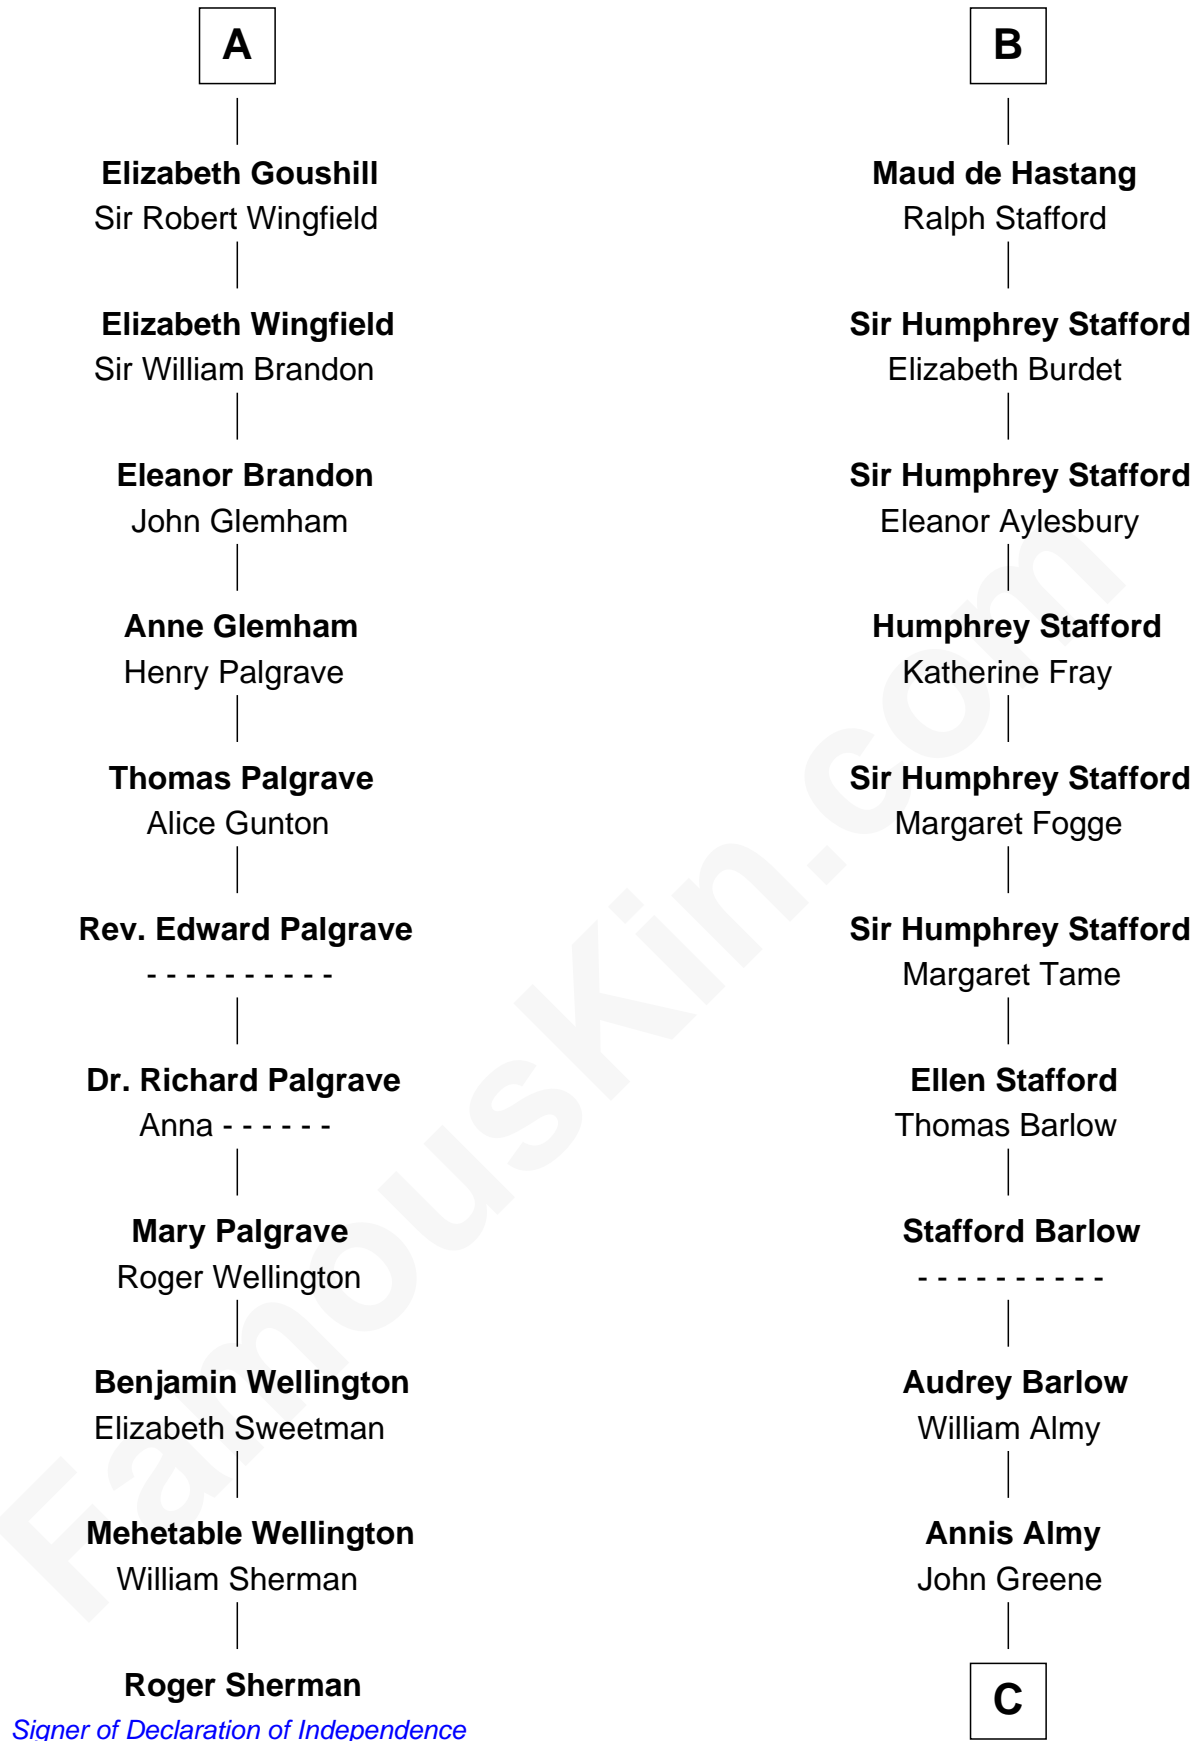 A
Elizabeth Goushill
Sir Robert Wingfield
Elizabeth Wingfield
Sir William Brandon
Eleanor Brandon
John Glemham
Anne Glemham
Henry Palgrave
Thomas Palgrave
Alice Gunton
Rev. Edward Palgrave
- - - - - - - - - -
Dr. Richard Palgrave
Anna - - - - - -
Mary Palgrave
Roger Wellington
Benjamin Wellington
Elizabeth Sweetman
Mehetable Wellington
William Sherman
Roger Sherman
Signer of Declaration of Independence
B
Maud de Hastang
Ralph Stafford
Sir Humphrey Stafford
Elizabeth Burdet
Sir Humphrey Stafford
Eleanor Aylesbury
Humphrey Stafford
Katherine Fray
Sir Humphrey Stafford
Margaret Fogge
Sir Humphrey Stafford
Margaret Tame
Ellen Stafford
Thomas Barlow
Stafford Barlow
- - - - - - - - - -
Audrey Barlow
William Almy
Annis Almy
John Greene
C
FamousKin.com